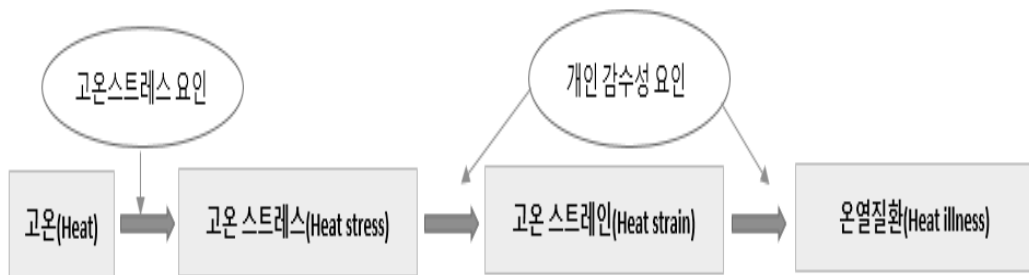 고온스트레스 요인
개인 감수성 요인
고온(Heat)
고온 스트레스(Heat stress)
고온 스트레인(Heat strain)
온열질환(Heat illness)